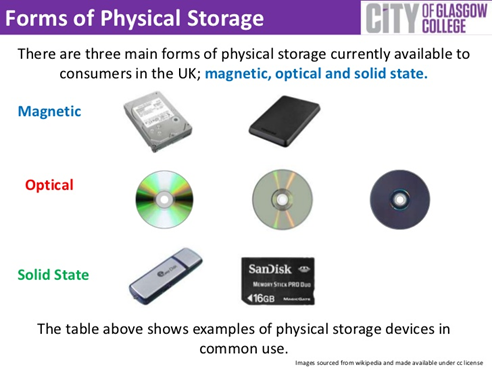 Forms of Physical Storage
CiTY OF GLASGOW
COLLEGE
There are three main forms of physical storage currently available to
consumers in the UK; magnetic, optical and solid state.
Magnetic
Optical
Solid State
SanDisk
MEMORY STICK PRO DUO
16GB
The table above shows examples of physical storage devices in
common use.
Images sourced from wikipedia and made available under cc license